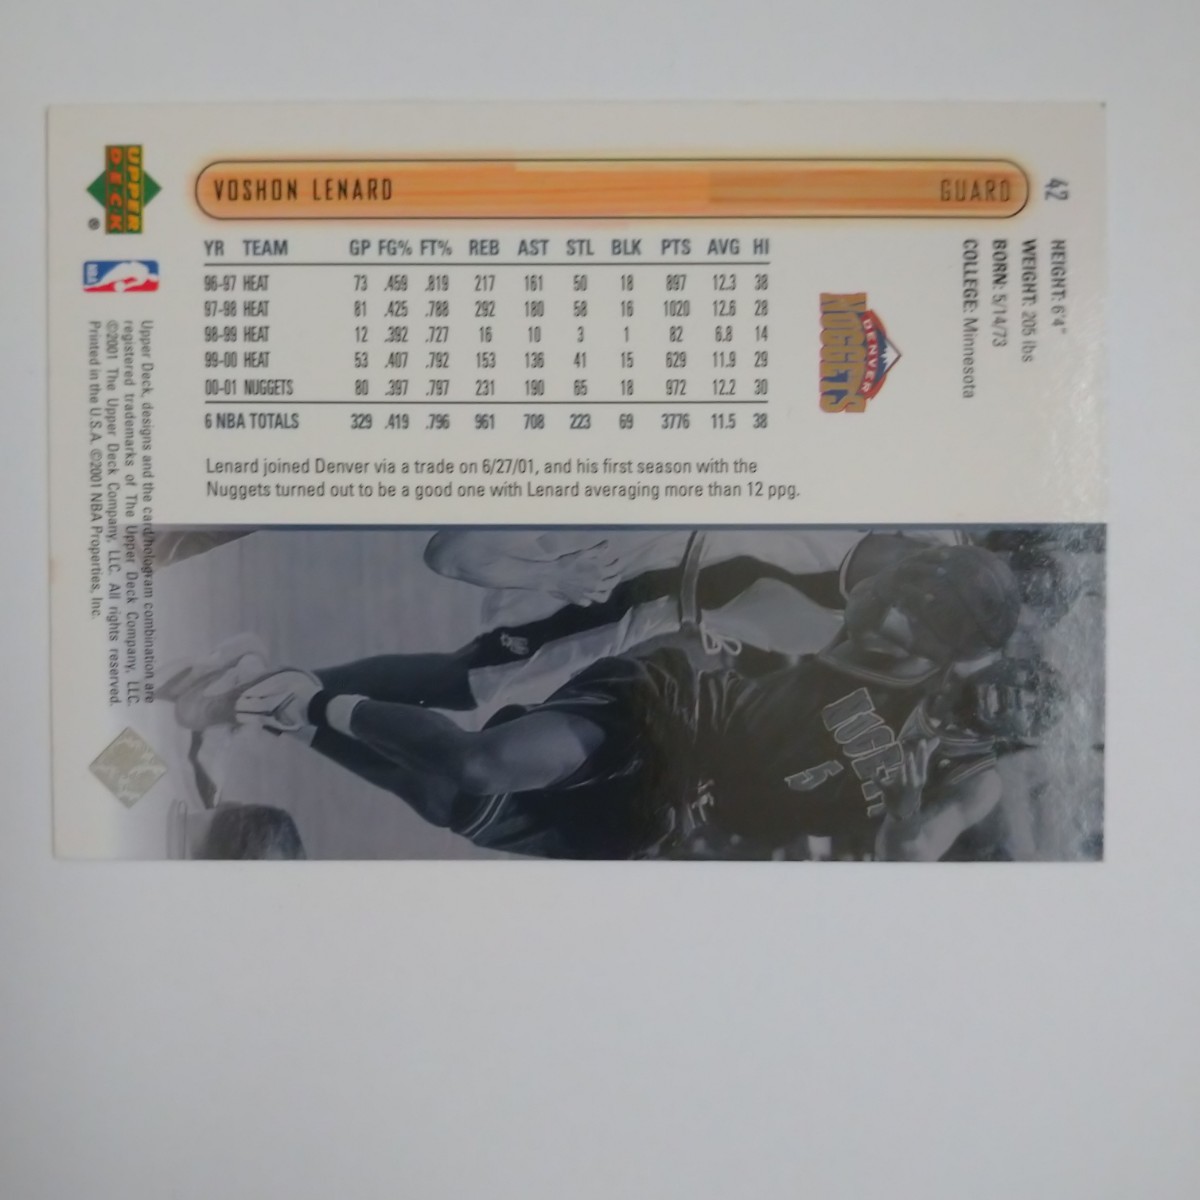 UPPER
DECK
®
VOSHON LENARD GUARD
42
HEIGHT: 6'4"
WEIGHT: 205 lbs
BORN: 5/14/73
COLLEGE: Minnesota
YR TEAM GP FG% FT% REB AST STL BLK PTS AVG HI
96-97 HEAT 73 .459 .819 217 161 50 18 897 12.3 38
97-98 HEAT 81 .425 .788 292 180 58 16 1020 12.6 28
98-99 HEAT 12 .392 .727 16 10 3 1 82 6.8 14
99-00 HEAT 53 .407 .792 153 136 41 15 629 11.9 29
00-01 NUGGETS 80 .397 .797 231 190 65 18 972 12.2 30
6 NBA TOTALS 329 .419 .796 961 708 223 69 3776 11.5 38
DENVER
NUGGETS
Lenard joined Denver via a trade on 6/27/01, and his first season with the
Nuggets turned out to be a good one with Lenard averaging more than 12 ppg.
NBA
Upper Deck, designs and the card/hologram combination are
registered trademarks of The Upper Deck Company, LLC.
©2001 The Upper Deck Company, LLC. All rights reserved.
Printed in the U.S.A. ©2001 NBA Properties, Inc.
5